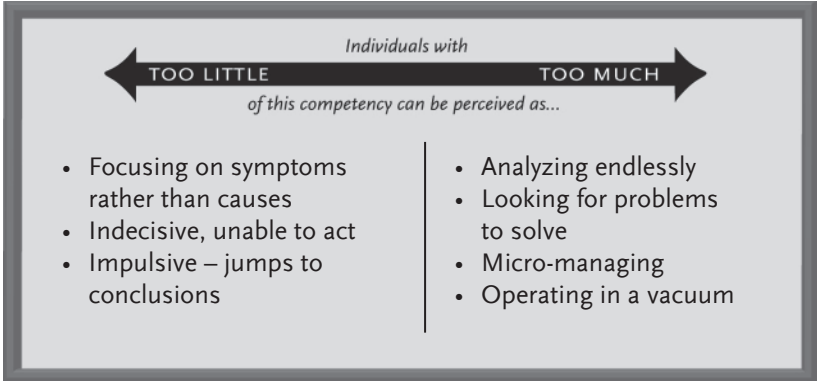 Individuals with
TOO LITTLE
TOO MUCH
of this competency can be perceived as...
• Focusing on symptoms
rather than causes
• Indecisive, unable to act
• Impulsive – jumps to
conclusions
• Analyzing endlessly
• Looking for problems
to solve
• Micro-managing
• Operating in a vacuum